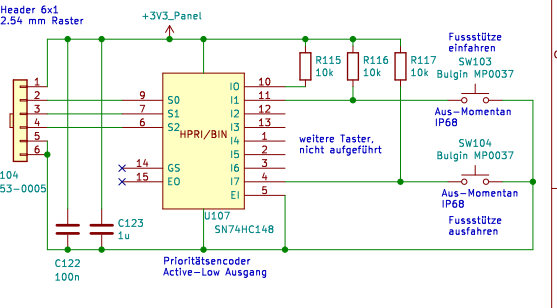 Header 6x1
2.54 mm Raster
+3V3_Panel
Fussstütze
einfahren
SW103
Bulgin MP0037
R115
10k
R116
10k
R117
10k
1
2
3
4
5
6
9
7
6
14
15
S0
S1
S2
GS
EO
HPRI/BIN
I0
I1
I2
I3
I4
I5
I6
I7
EI
10
11
12
13
1
2
3
4
5
Aus-Momentan
IP68
weitere Taster,
nicht aufgeführt
SW104
Bulgin MP0037
Aus-Momentan
IP68
Fussstütze
ausfahren
104
53-0005
C123
1u
U107
SN74HC148
C122
100n
Prioritätsencoder
Active-Low Ausgang